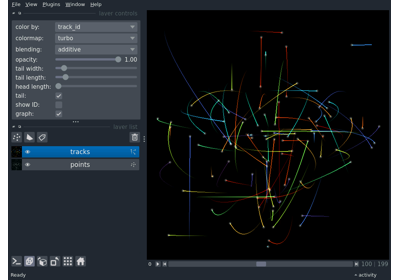 File View Plugins Window Help
layer controls
color by: track_id
colormap: turbo
blending: additive
opacity: 1.00
tail width:
tail length:
head length:
tail:
show ID:
graph:
layer list
tracks
points
100 199
Ready
activity